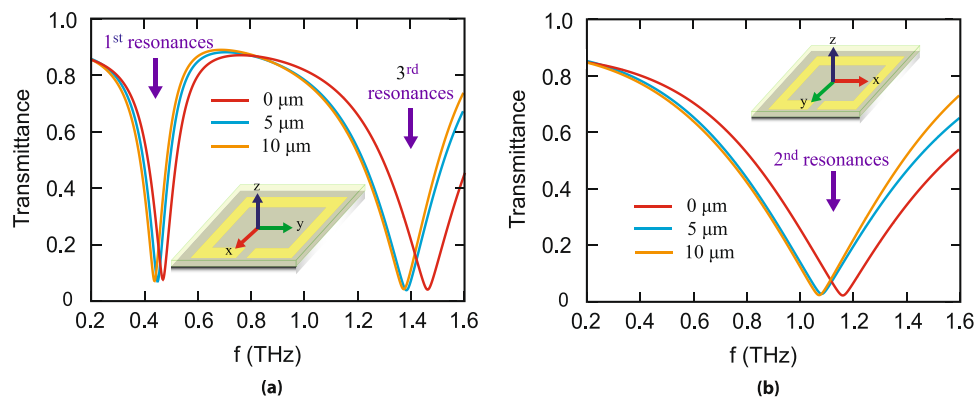 1.0
0.8
0.6
0.4
0.2
0
Transmittance
1st resonances
3rd
resonances
0 μm
5 μm
10 μm
z
y
x
0.2 0.4 0.6 0.8 1.0 1.2 1.4 1.6
f (THz)
(a)
1.0
0.8
0.6
0.4
0.2
0
Transmittance
z
x
y
2nd resonances
0 μm
5 μm
10 μm
0.2 0.4 0.6 0.8 1.0 1.2 1.4 1.6
f (THz)
(b)